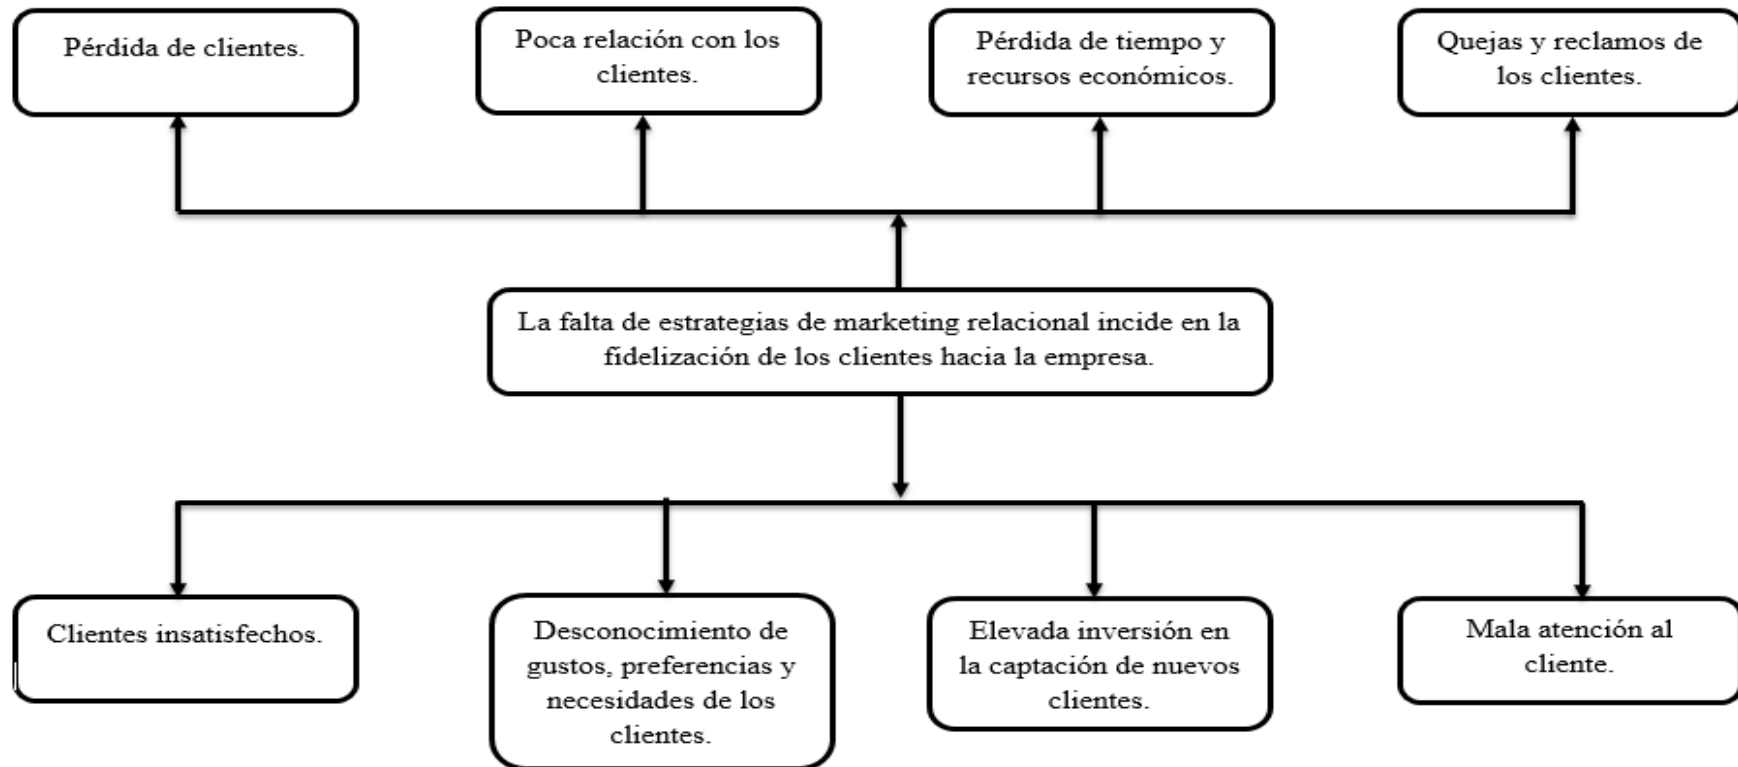 Pérdida de clientes.
Poca relación con los
clientes.
Pérdida de tiempo y
recursos económicos.
Quejas y reclamos de
los clientes.
La falta de estrategias de marketing relacional incide en la
fidelización de los clientes hacia la empresa.
Clientes insatisfechos.
Desconocimiento de
gustos, preferencias y
necesidades de los
clientes.
Elevada inversión en
la captación de nuevos
clientes.
Mala atención al
cliente.